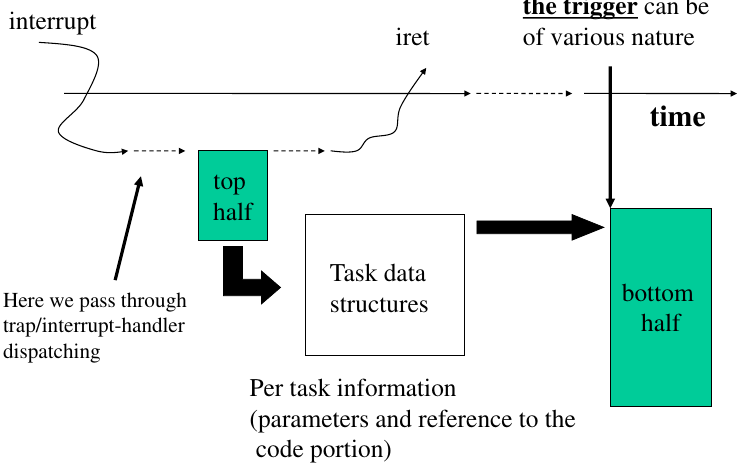 interrupt
iret
the trigger can be
of various nature
time
top
half
Here we pass through
trap/interrupt-handler
dispatching
Task data
structures
bottom
half
Per task information
(parameters and reference to the
code portion)